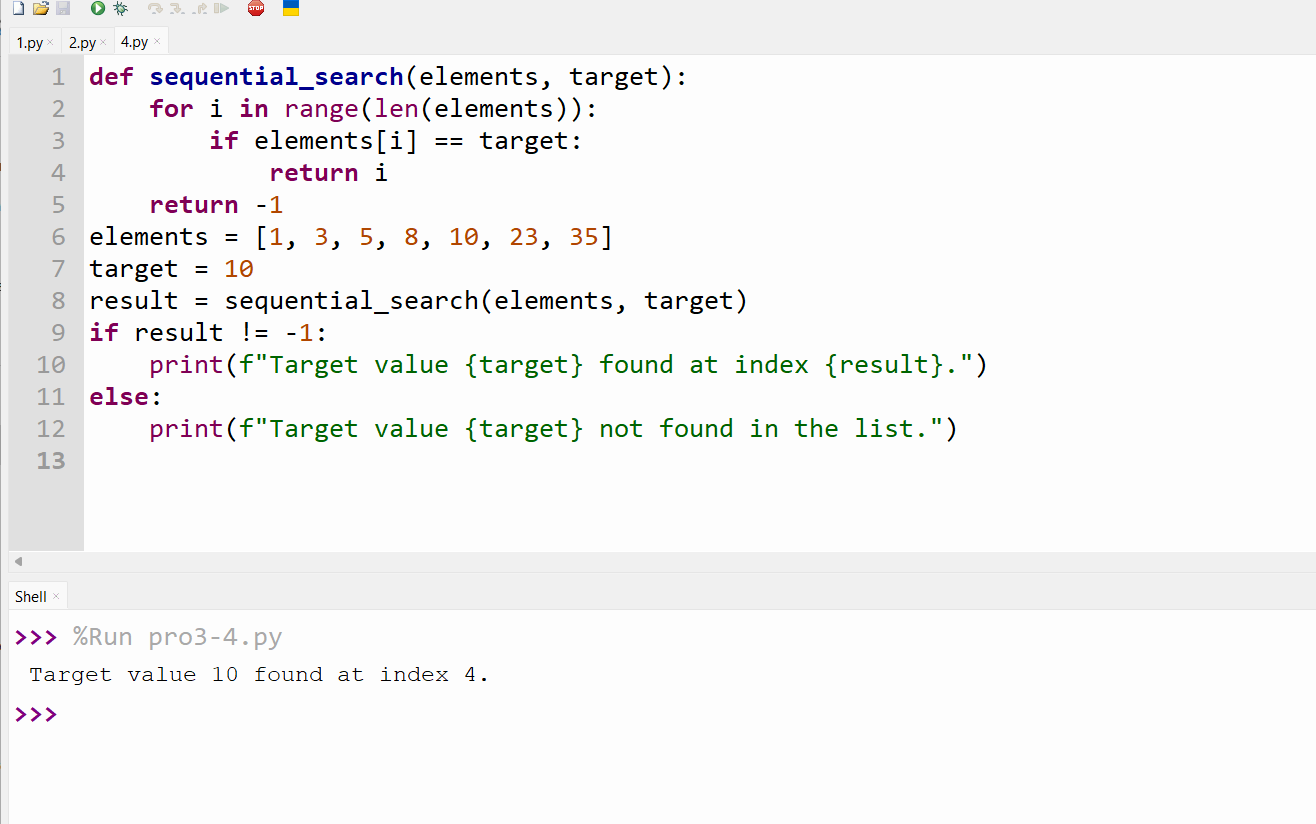 STOP
1.py × 2.py × 4.py ×
1 def sequential_search(elements, target):
2     for i in range(len(elements)):
3         if elements[i] == target:
4             return i
5     return -1
6 elements = [1, 3, 5, 8, 10, 23, 35]
7 target = 10
8 result = sequential_search(elements, target)
9 if result != -1:
10     print(f"Target value {target} found at index {result}.")
11 else:
12     print(f"Target value {target} not found in the list.")
13
Shell ×
>>> %Run pro3-4.py
Target value 10 found at index 4.
>>>